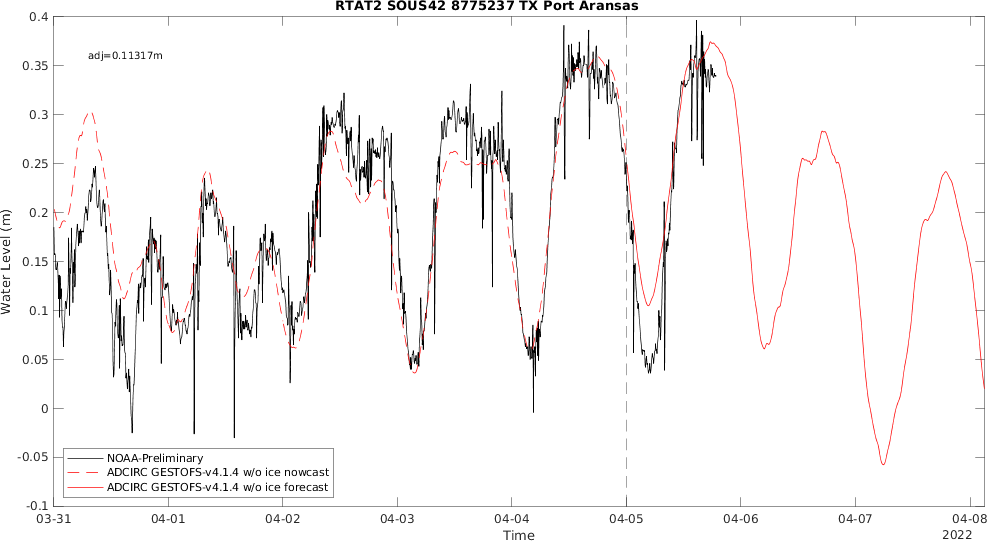 RTAT2 SOUS42 8775237 TX Port Aransas
adj=0.11317m
0.4
0.35
0.3
0.25
0.2
0.15
0.1
0.05
0
-0.05
-0.1
Water Level (m)
NOAA-Preliminary
ADCIRC GESTOFS-v4.1.4 w/o ice nowcast
ADCIRC GESTOFS-v4.1.4 w/o ice forecast
03-31 04-01 04-02 04-03 04-04 04-05 04-06 04-07 04-08
Time
2022